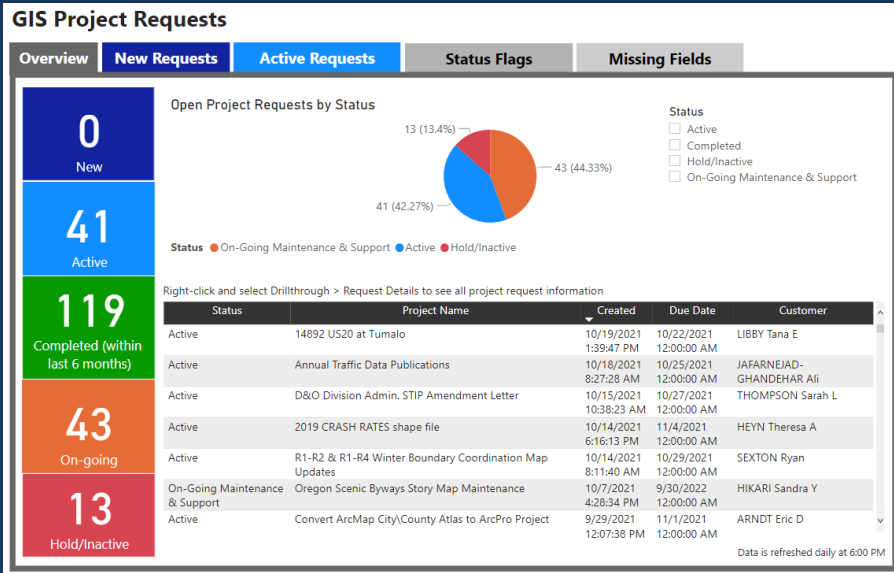 GIS Project Requests
Overview
New Requests
Active Requests
Status Flags
Missing Fields
0
New
41
Active
119
Completed (within
last 6 months)
43
On-going
13
Hold/Inactive
Open Project Requests by Status
13 (13.4%)
43 (44.33%)
41 (42.27%)
Status On-Going Maintenance & Support Active Hold/Inactive
Status
Active
Completed
Hold/Inactive
On-Going Maintenance & Support
Right-click and select Drillthrough > Request Details to see all project request information
Status Project Name Created Due Date Customer
Active 14892 US20 at Tumalo 10/19/2021 10/22/2021 LIBBY Tana E
1:39:47 PM 12:00:00 AM
Active Annual Traffic Data Publications 10/18/2021 10/25/2021 JAFARNEJAD-
8:27:28 AM 12:00:00 AM GHANDEHAR Ali
Active D&O Division Admin. STIP Amendment Letter 10/15/2021 10/27/2021 THOMPSON Sarah L
10:38:23 AM 12:00:00 AM
Active 2019 CRASH RATES shape file 10/14/2021 11/4/2021 HEYN Theresa A
6:16:13 PM 12:00:00 AM
Active R1-R2 & R1-R4 Winter Boundary Coordination Map 10/14/2021 10/29/2021 SEXTON Ryan
Updates 8:11:40 AM 12:00:00 AM
On-Going Maintenance Oregon Scenic Byways Story Map Maintenance 10/7/2021 9/30/2022 HIKARI Sandra Y
& Support 4:28:34 PM 12:00:00 AM
Active Convert ArcMap City\County Atlas to ArcPro Project 9/29/2021 11/1/2021 ARNDT Eric D
12:07:38 PM 12:00:00 AM
Data is refreshed daily at 6:00 PM